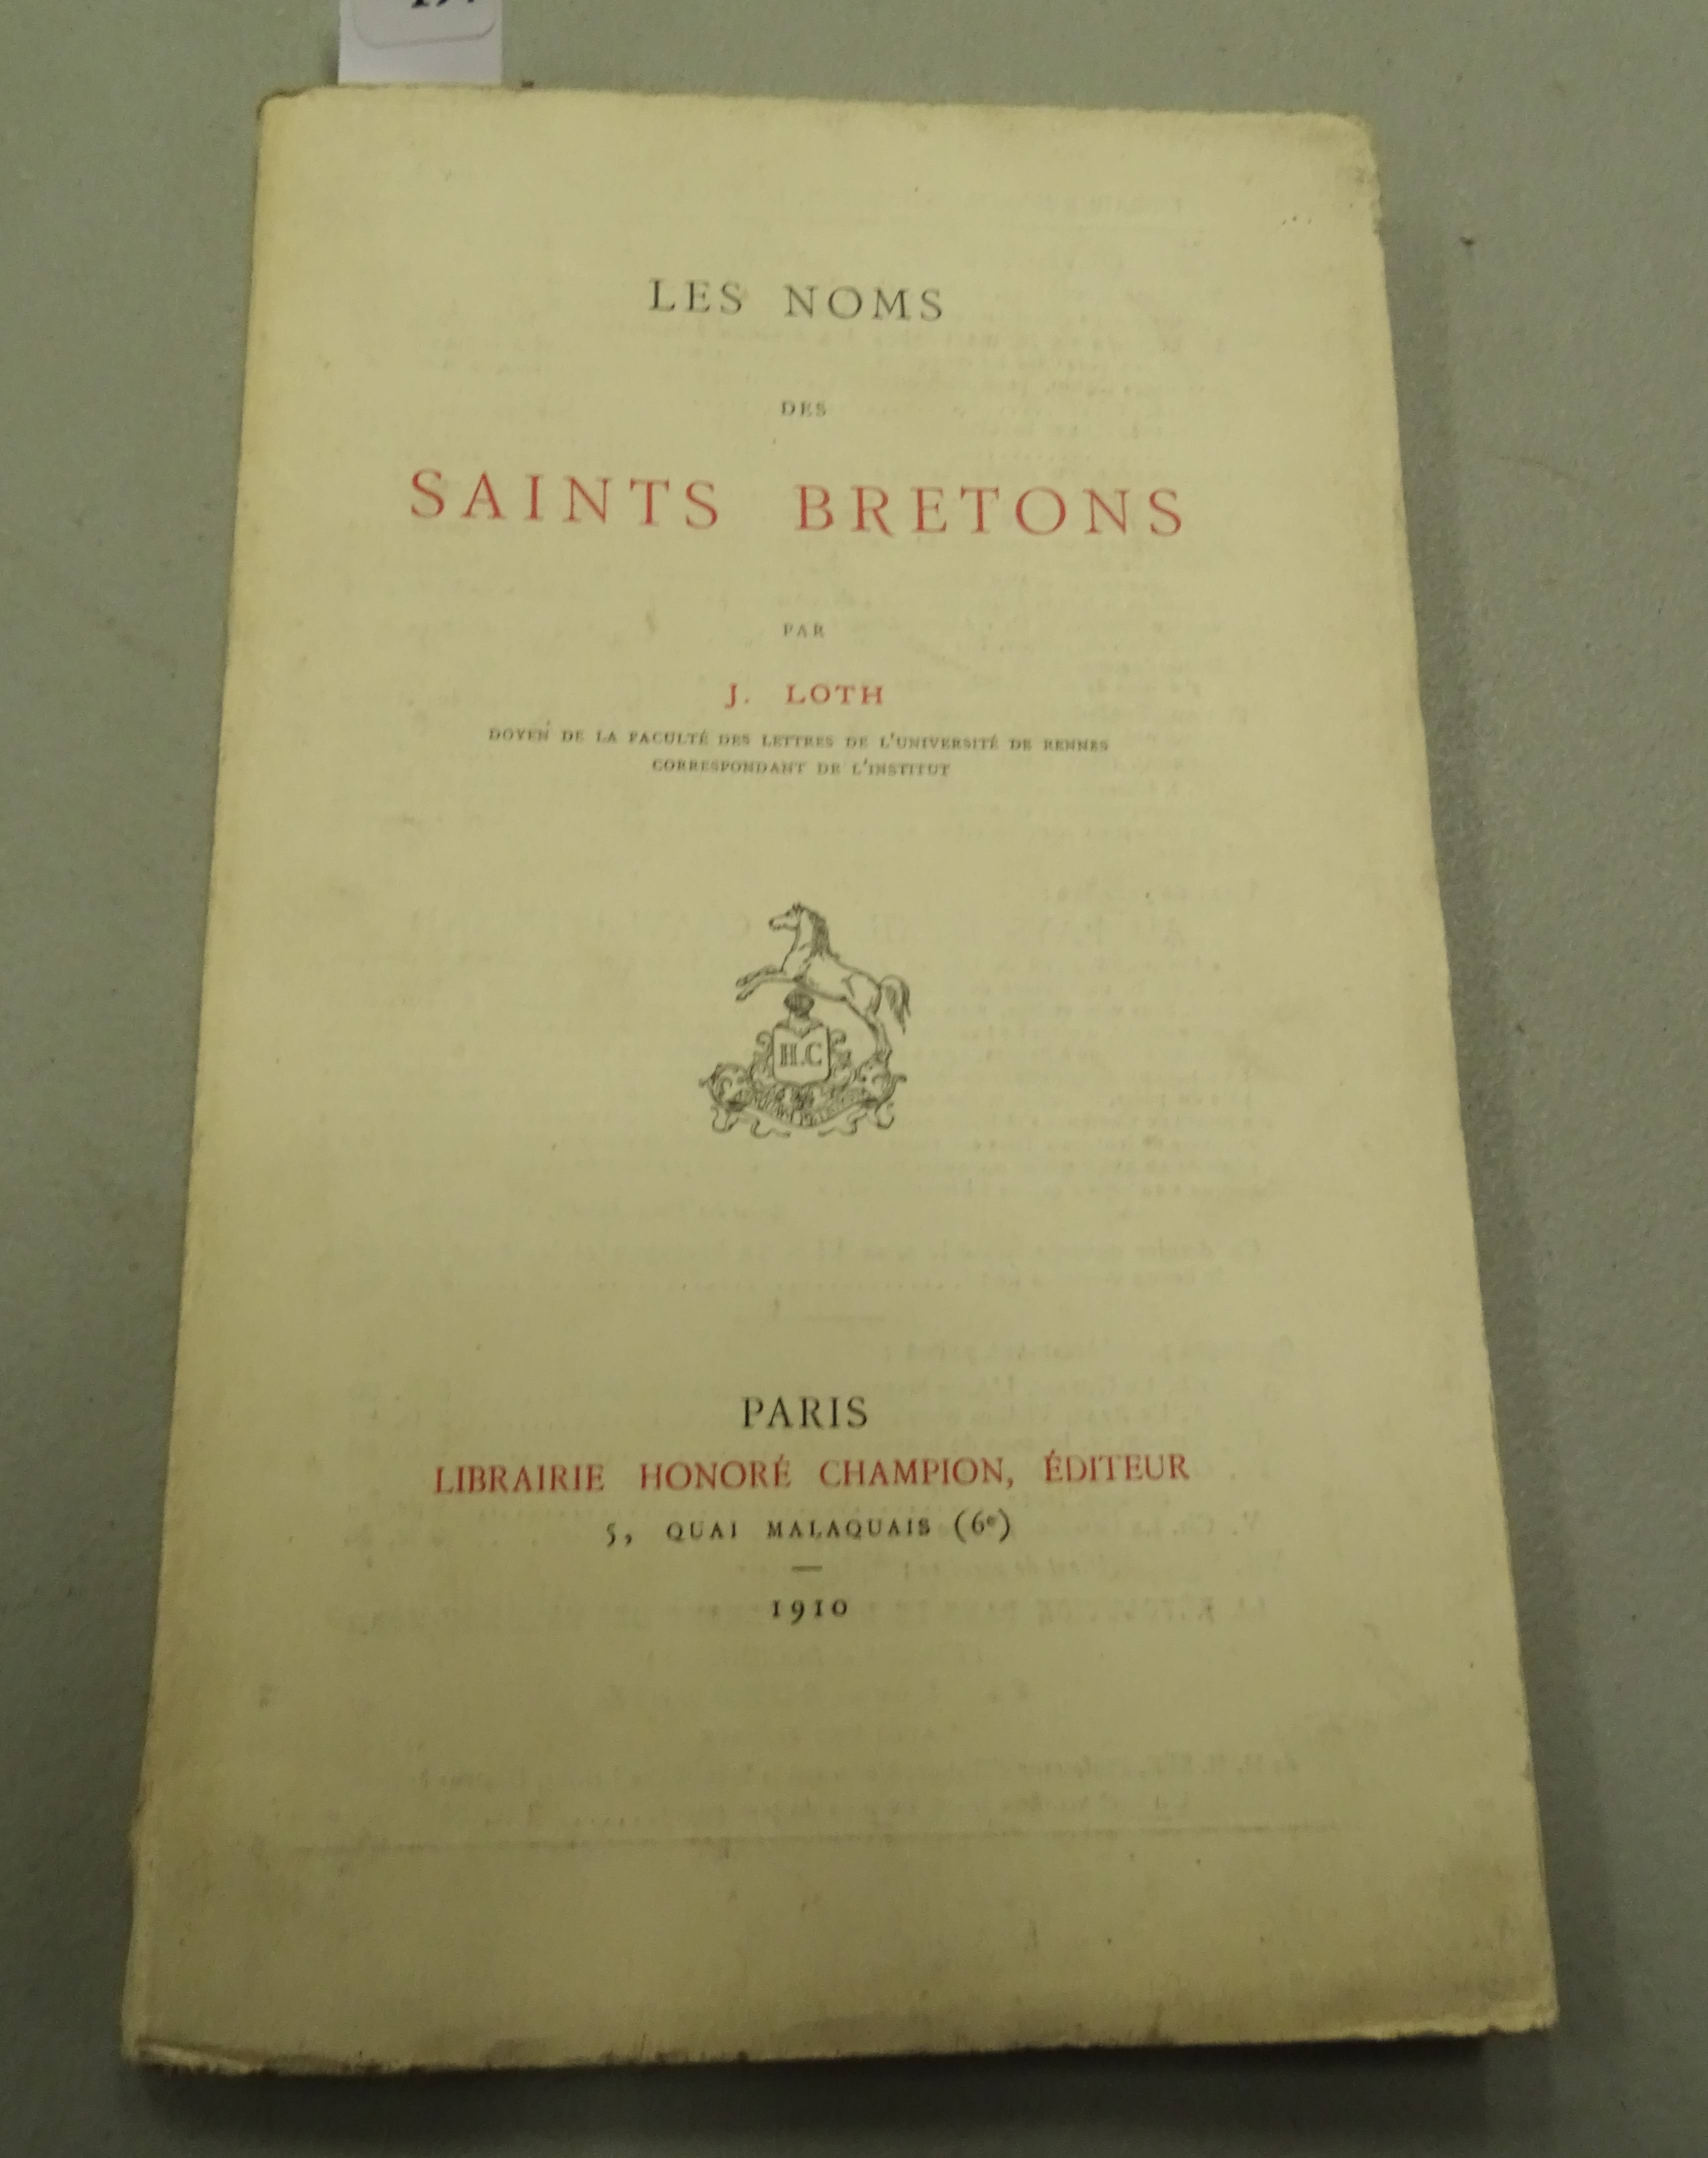 LES NOMS
DES
SAINTS BRETONS
PAR
J. LOTH
DOYEN DE LA FACULTÉ DES LETTRES DE L'UNIVERSITÉ DE RENNES
CORRESPONDANT DE L'INSTITUT
H.C
PARIS
LIBRAIRIE HONORÉ CHAMPION, ÉDITEUR
5, QUAI MALAQUAIS (6e)
1910